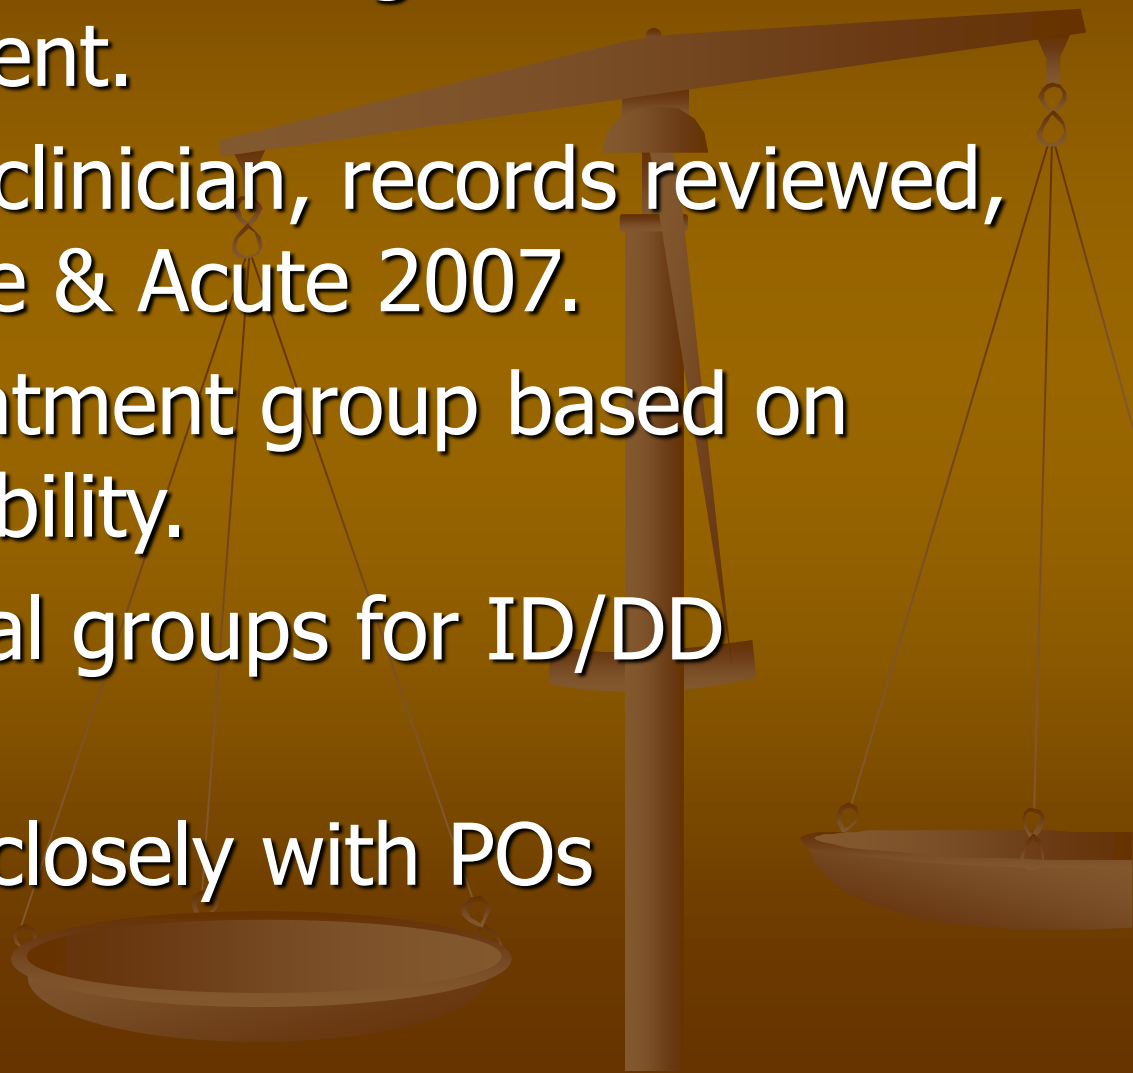 ent.
clinician, records reviewed,
e & Acute 2007.
atment group based on
bility.
al groups for ID/DD
closely with POs